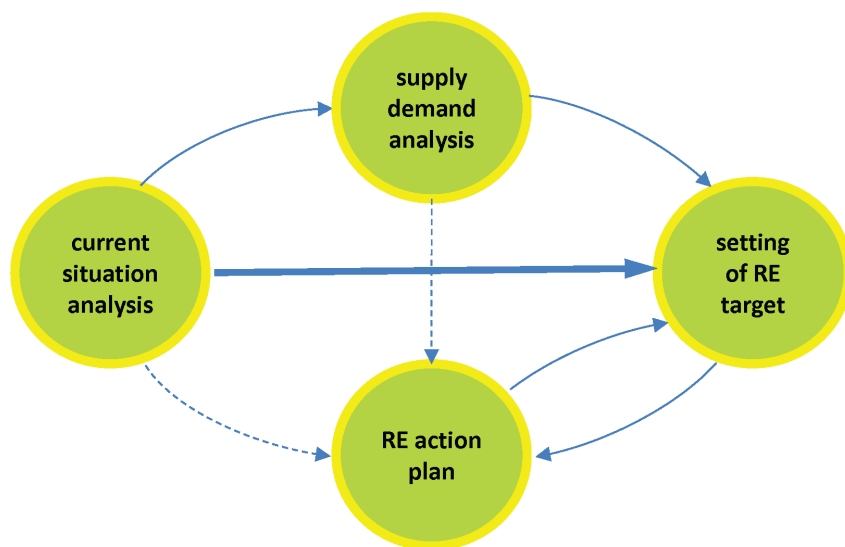 supply
demand
analysis
current
situation
analysis
setting
of RE
target
RE action
plan